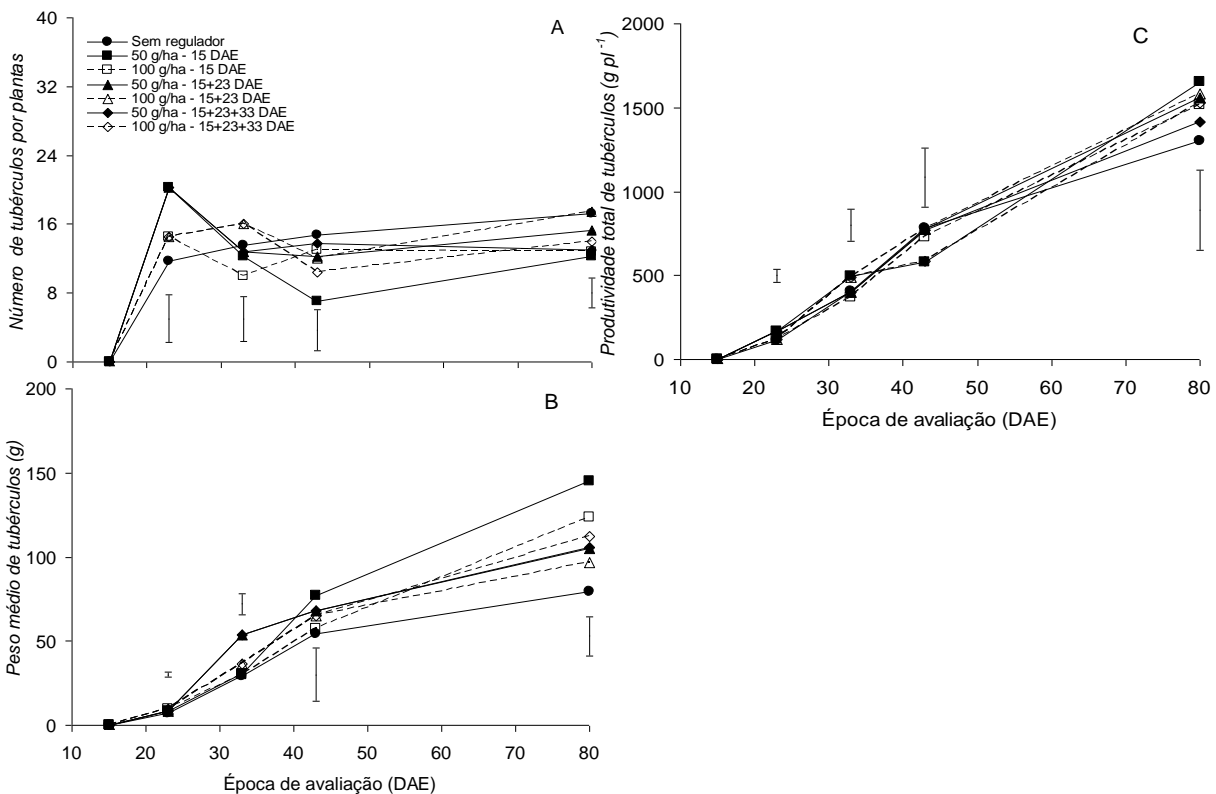 A
Número de tubérculos por plantas
40
32
24
16
8
0
Sem regulador
50 g/ha - 15 DAE
100 g/ha - 15 DAE
50 g/ha - 15+23 DAE
100 g/ha - 15+23 DAE
50 g/ha - 15+23+33 DAE
100 g/ha - 15+23+33 DAE
C
Produtividade total de tubérculos (g pl⁻¹)
2000
1500
1000
500
0
10 20 30 40 50 60 70 80
Época de avaliação (DAE)
B
Peso médio de tubérculos (g)
200
150
100
50
0
10 20 30 40 50 60 70 80
Época de avaliação (DAE)